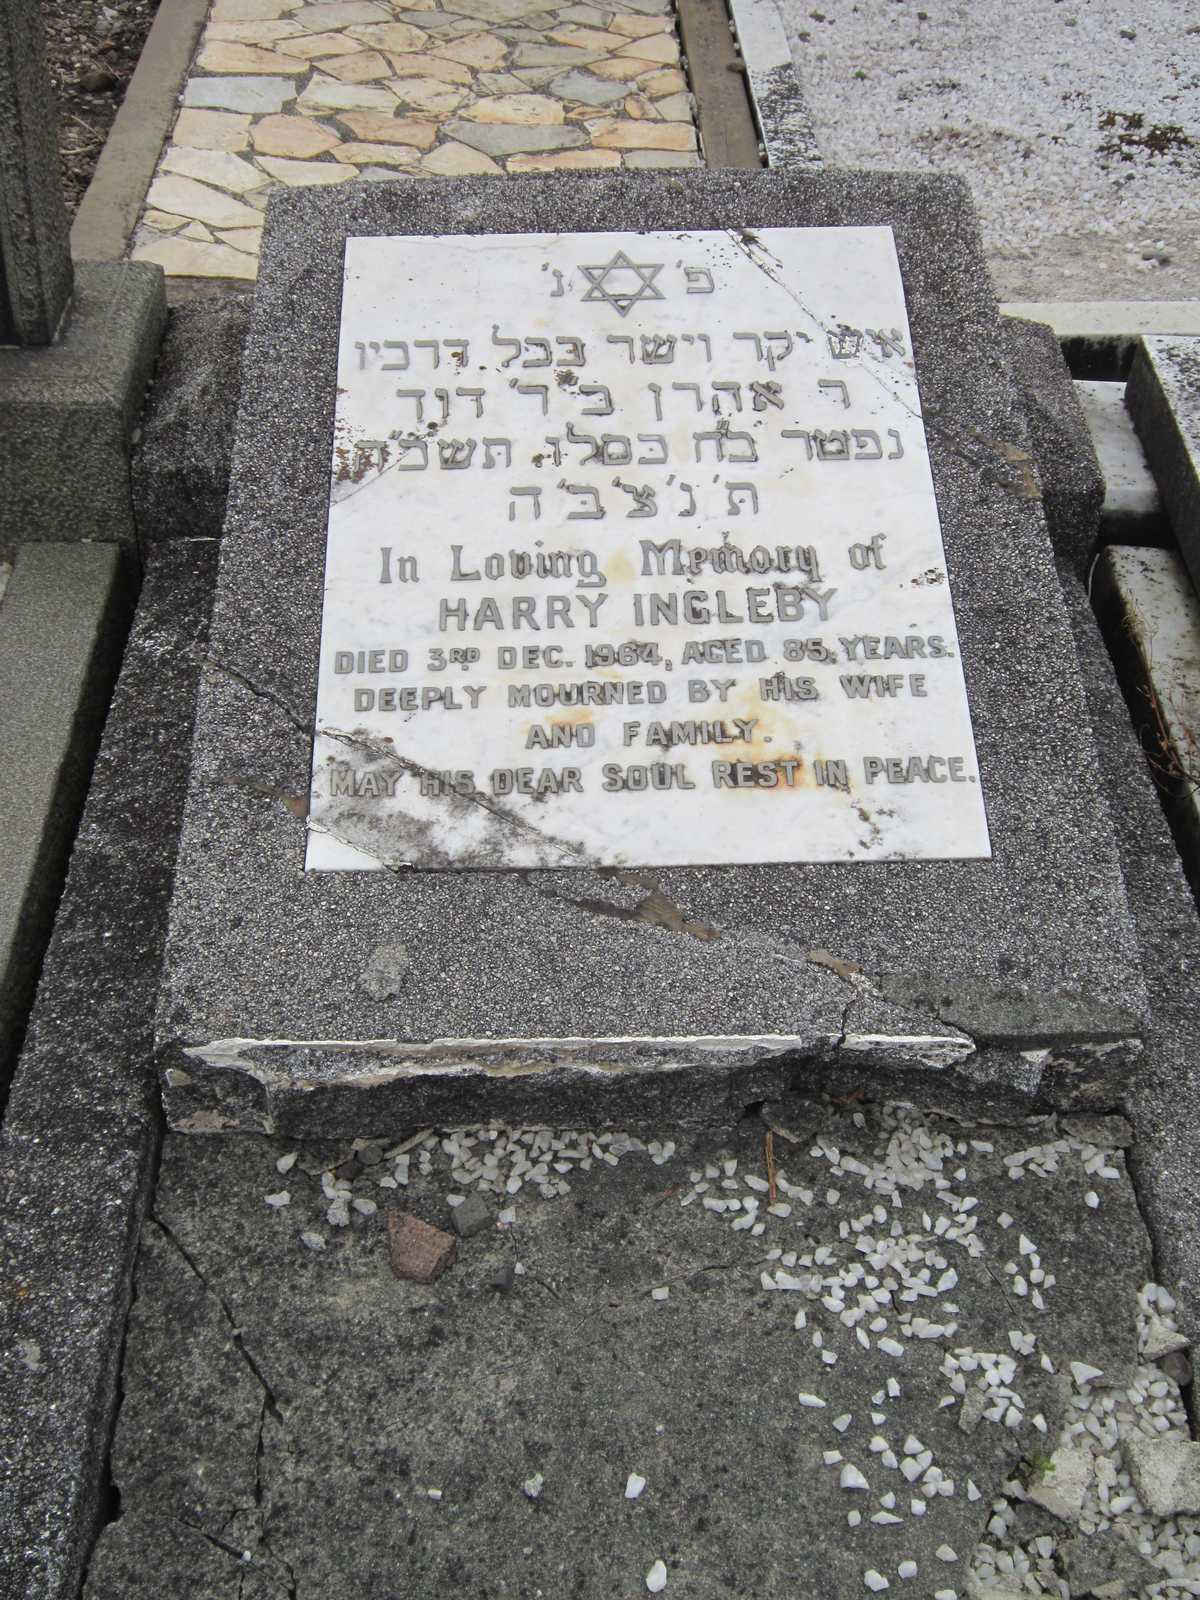 פ' נ'
איש יקר וישר בכל דרכיו
ר אהרן ב'ר' דוד
נפטר כ"ח כסלו תשכ"ה
ת'נ'צ'ב'ה
In Loving Memory of
HARRY INGLEBY
DIED 3RD DEC. 1964, AGED 85 YEARS.
DEEPLY MOURNED BY HIS WIFE
AND FAMILY.
MAY HIS DEAR SOUL REST IN PEACE.